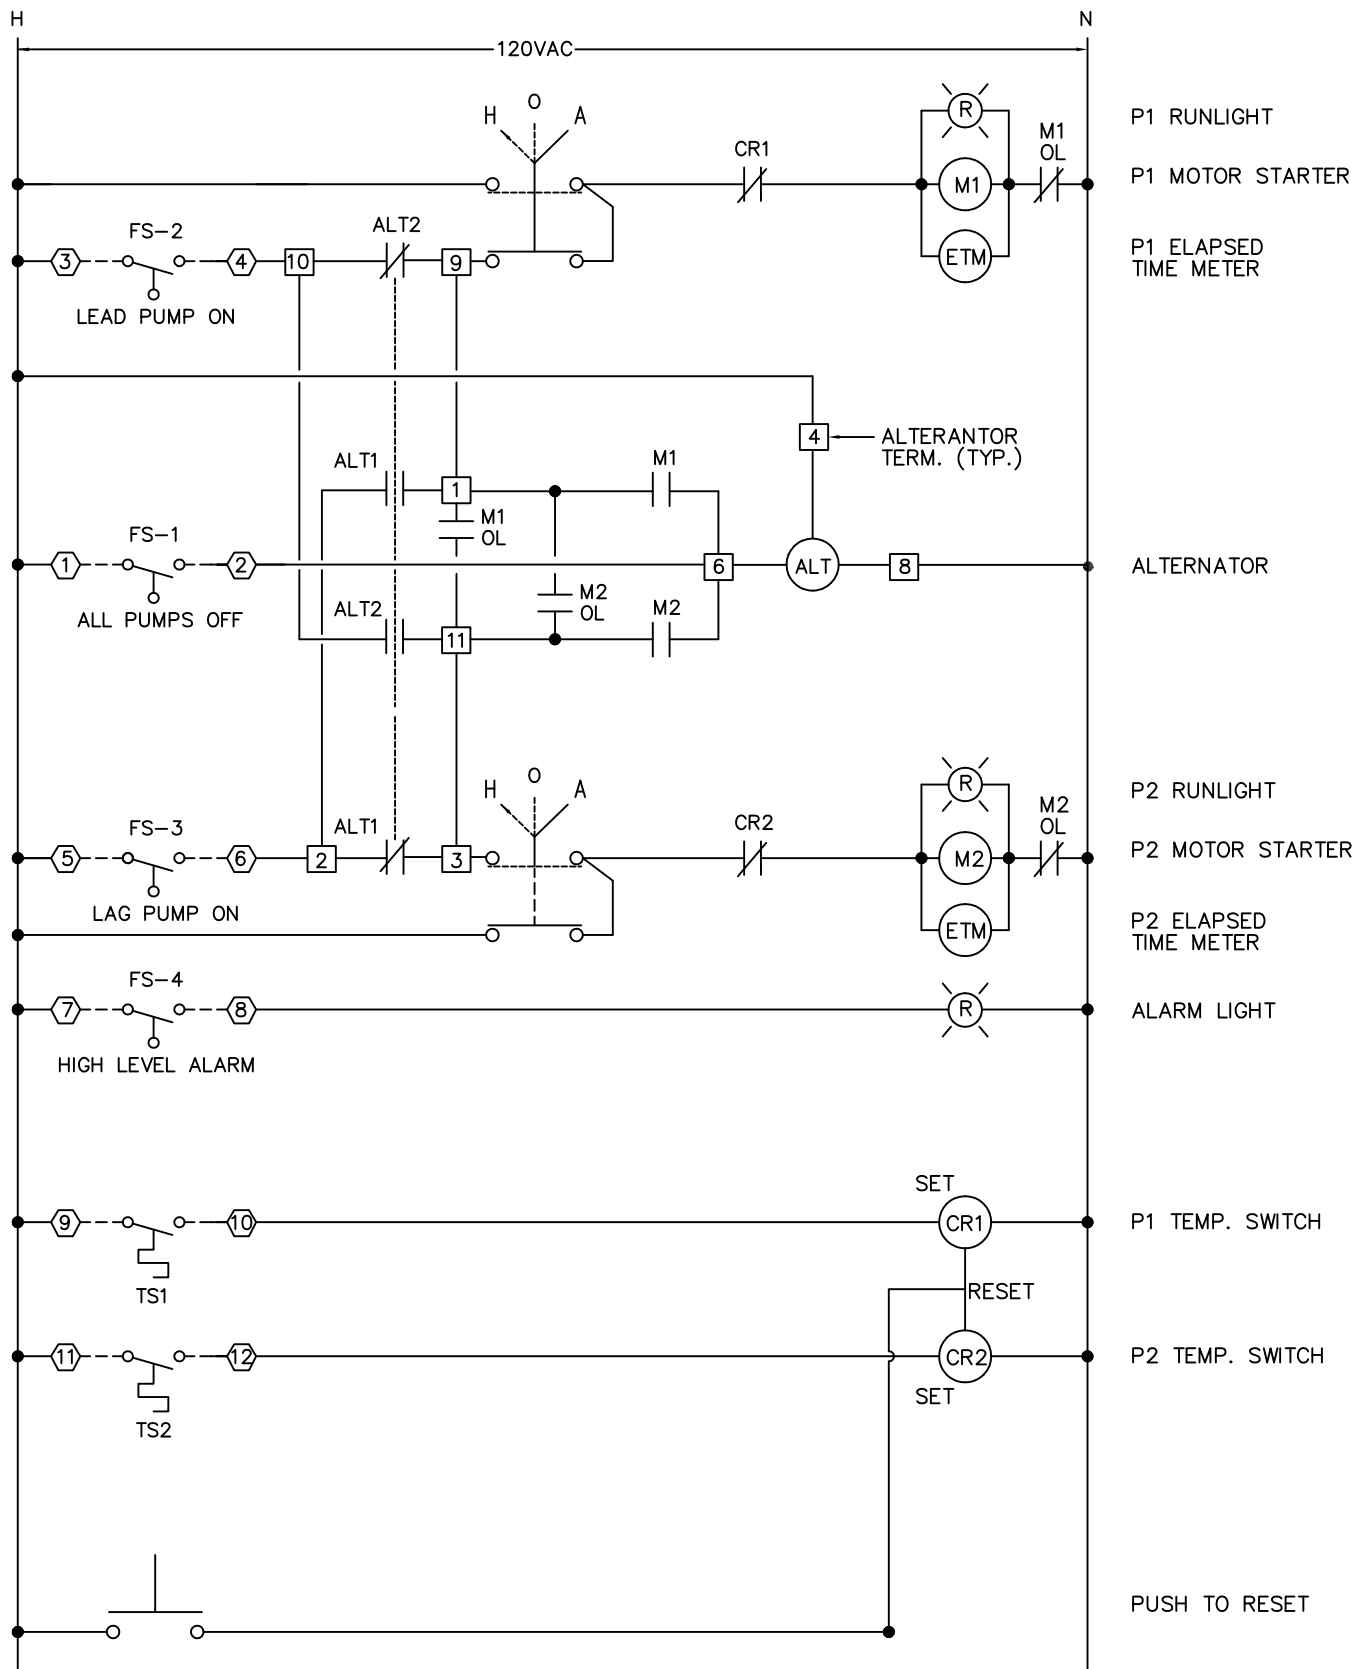 H
N
120VAC
H O A
R
P1 RUNLIGHT
CR1
M1
M1
OL
P1 MOTOR STARTER
FS-2
3
4
10
ALT2
9
ETM
P1 ELAPSED
TIME METER
LEAD PUMP ON
4
ALTERANTOR
TERM. (TYP.)
ALT1
1
M1
M1
OL
FS-1
1
2
6
ALT
8
ALTERNATOR
ALL PUMPS OFF
M2
OL
ALT2
11
M2
H O A
R
P2 RUNLIGHT
FS-3
5
6
2
ALT1
3
CR2
M2
M2
OL
P2 MOTOR STARTER
LAG PUMP ON
ETM
P2 ELAPSED
TIME METER
FS-4
7
8
R
ALARM LIGHT
HIGH LEVEL ALARM
SET
9
10
CR1
P1 TEMP. SWITCH
TS1
RESET
11
12
CR2
P2 TEMP. SWITCH
SET
TS2
PUSH TO RESET